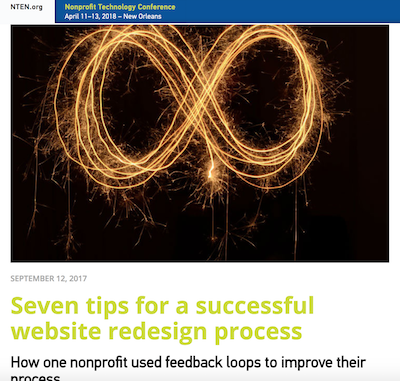 NTEN.org
Nonprofit Technology Conference
April 11–13, 2018 – New Orleans
SEPTEMBER 12, 2017
Seven tips for a successful
website redesign process
How one nonprofit used feedback loops to improve their
process